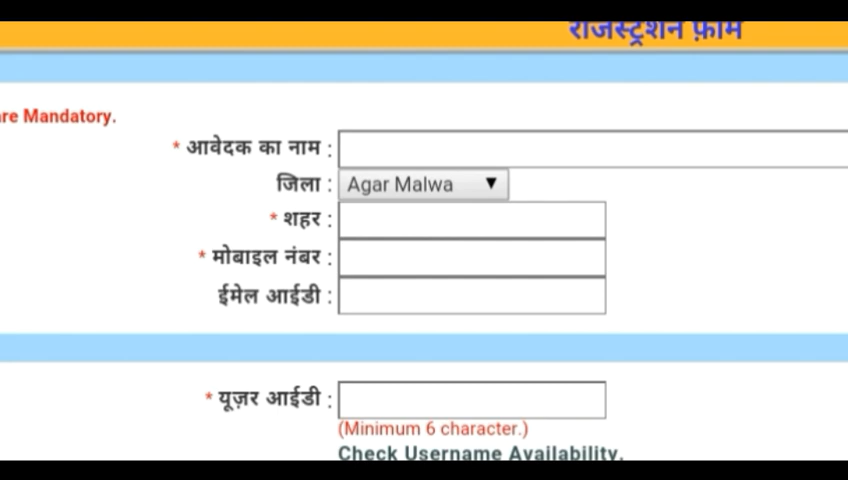 रजिस्ट्रेशन फ़ॉर्म
are Mandatory.
* आवेदक का नाम :
जिला : Agar Malwa ▼
* शहर :
* मोबाइल नंबर :
ईमेल आईडी :
* यूज़र आईडी :
(Minimum 6 character.)
Check Username Availability.